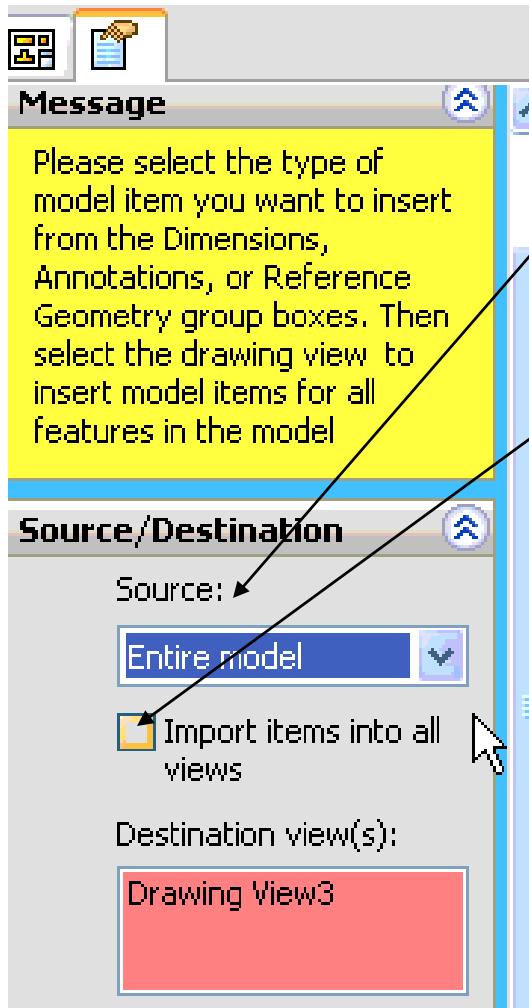 Message
Please select the type of
model item you want to insert
from the Dimensions,
Annotations, or Reference
Geometry group boxes. Then
select the drawing view to
insert model items for all
features in the model
Source/Destination
Source:
Entire model
Import items into all
views
Destination view(s):
Drawing View3